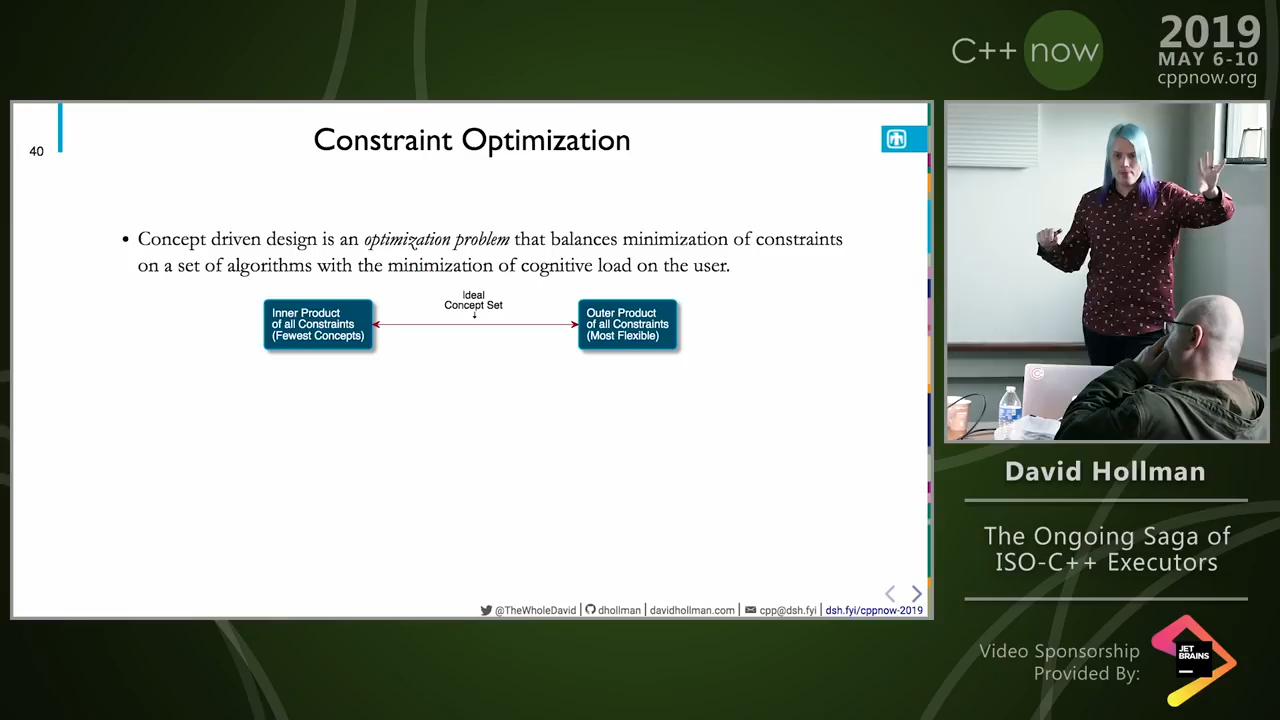 C++ now
2019
MAY 6-10
cppnow.org
40
Constraint Optimization
• Concept driven design is an optimization problem that balances minimization of constraints
on a set of algorithms with the minimization of cognitive load on the user.
Ideal
Concept Set
Inner Product
of all Constraints
(Fewest Concepts)
Outer Product
of all Constraints
(Most Flexible)
@TheWholeDavid | dhollman | davidhollman.com | cpp@dsh.fyi | dsh.fyi/cppnow-2019
David Hollman
The Ongoing Saga of
ISO-C++ Executors
Video Sponsorship
Provided By:
JET
BRAINS